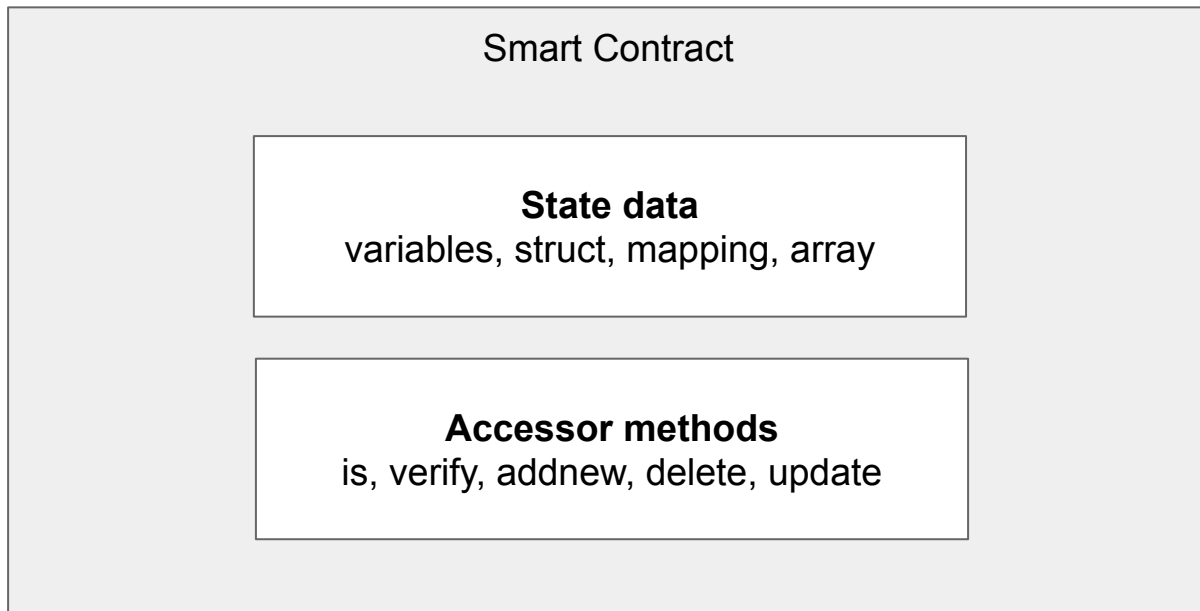 Smart Contract
State data
variables, struct, mapping, array
Accessor methods
is, verify, addnew, delete, update